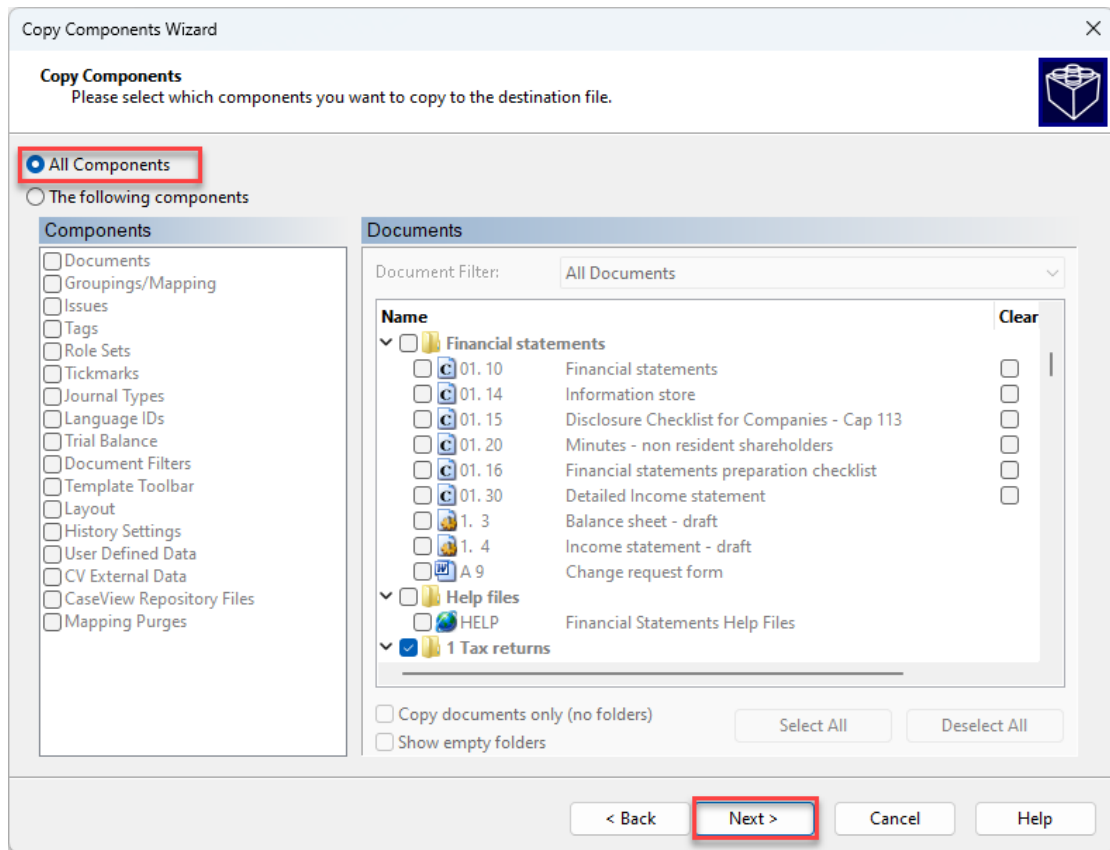 Copy Components Wizard
Copy Components
Please select which components you want to copy to the destination file.
All Components
The following components
Components
Documents
Groupings/Mapping
Issues
Tags
Role Sets
Tickmarks
Journal Types
Language IDs
Trial Balance
Document Filters
Template Toolbar
Layout
History Settings
User Defined Data
CV External Data
CaseView Repository Files
Mapping Purges
Documents
Document Filter: All Documents
Name Clear
Financial statements
01. 10 Financial statements
01. 14 Information store
01. 15 Disclosure Checklist for Companies - Cap 113
01. 20 Minutes - non resident shareholders
01. 16 Financial statements preparation checklist
01. 30 Detailed Income statement
1. 3 Balance sheet - draft
1. 4 Income statement - draft
A 9 Change request form
Help files
HELP Financial Statements Help Files
1 Tax returns
Copy documents only (no folders)
Show empty folders
Select All Deselect All
< Back Next > Cancel Help